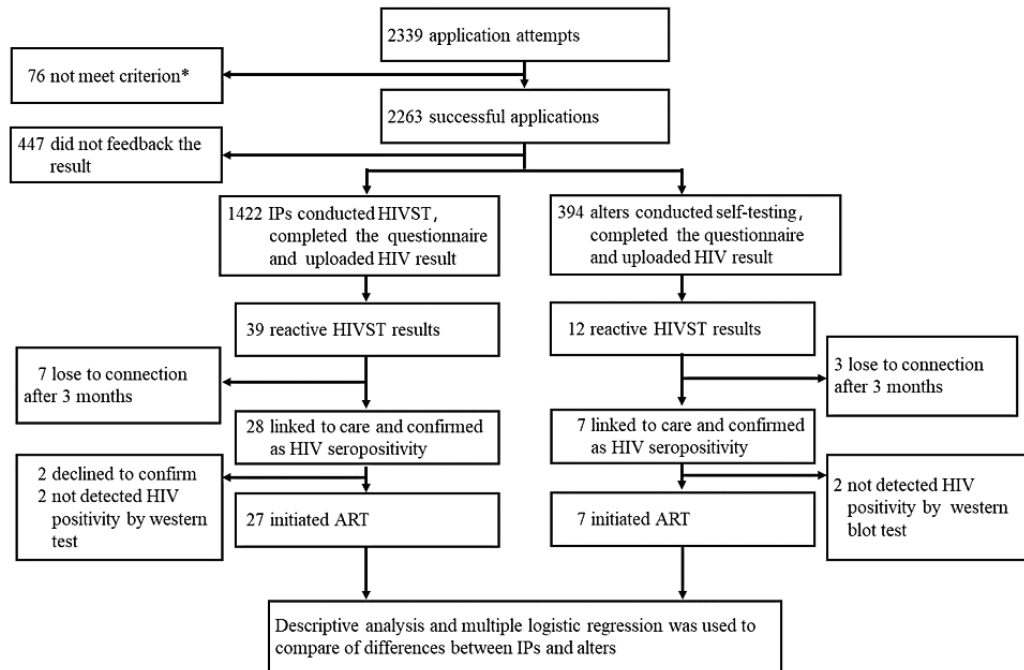 2339 application attempts
76 not meet criterion*
2263 successful applications
447 did not feedback the
result
1422 IPs conducted HIVST,
completed the questionnaire
and uploaded HIV result
394 alters conducted self-testing,
completed the questionnaire
and uploaded HIV result
39 reactive HIVST results
12 reactive HIVST results
7 lose to connection
after 3 months
3 lose to connection
after 3 months
28 linked to care and confirmed
as HIV seropositivity
7 linked to care and confirmed
as HIV seropositivity
2 declined to confirm
2 not detected HIV
positivity by western
test
2 not detected HIV
positivity by western
blot test
27 initiated ART
7 initiated ART
Descriptive analysis and multiple logistic regression was used to
compare of differences between IPs and alters